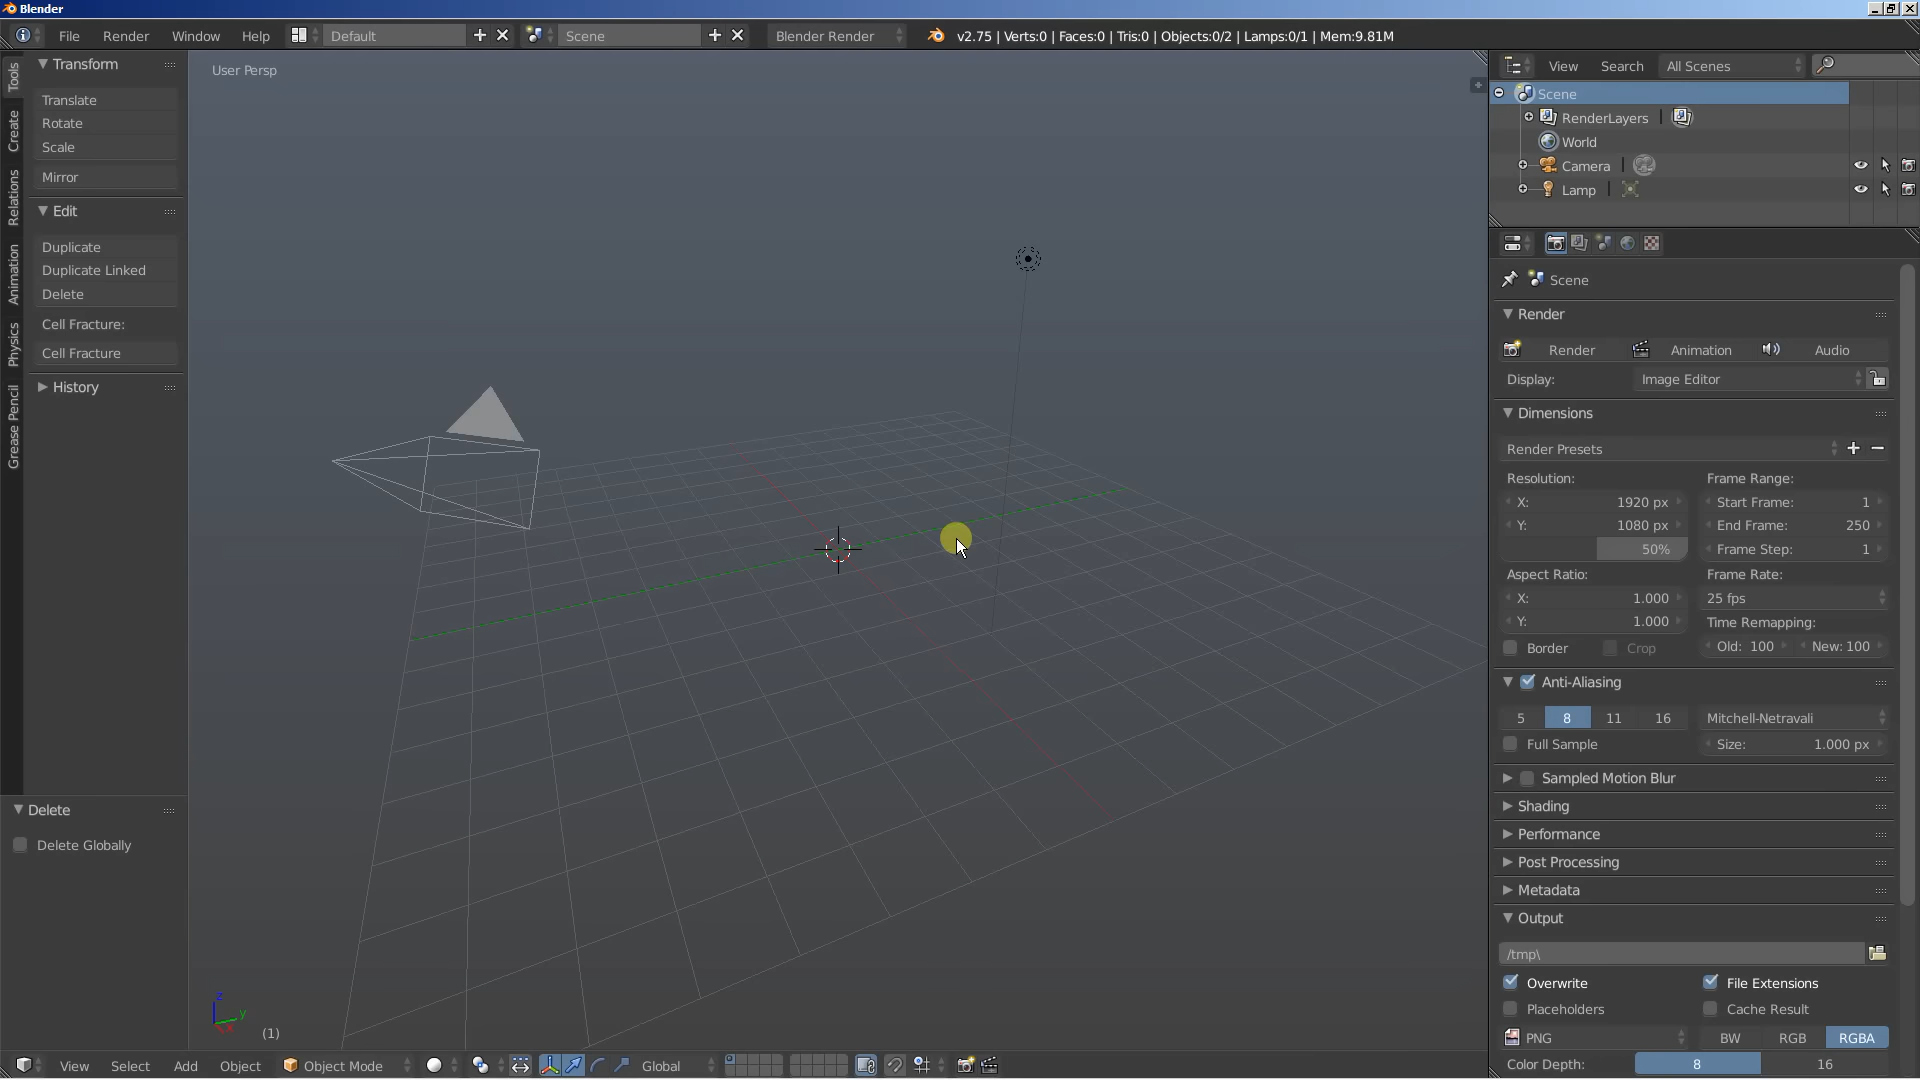 Blender
File Render Window Help Default Scene Blender Render v2.75 | Verts:0 | Faces:0 | Tris:0 | Objects:0/2 | Lamps:0/1 | Mem:9.81M
Tools
Create
Relations
Animation
Physics
Grease Pencil
Transform
Translate
Rotate
Scale
Mirror
Edit
Duplicate
Duplicate Linked
Delete
Cell Fracture:
Cell Fracture
History
Delete
Delete Globally
User Persp
z
y
x
(1)
View Select Add Object Object Mode Global
View Search All Scenes
Scene
RenderLayers |
World
Camera |
Lamp |
Scene
Render
Render Animation Audio
Display: Image Editor
Dimensions
Render Presets
Resolution: Frame Range:
X: 1920 px Start Frame: 1
Y: 1080 px End Frame: 250
50% Frame Step: 1
Aspect Ratio: Frame Rate:
X: 1.000 25 fps
Y: 1.000 Time Remapping:
Border Crop Old: 100 New: 100
Anti-Aliasing
5 8 11 16 Mitchell-Netravali
Full Sample Size: 1.000 px
Sampled Motion Blur
Shading
Performance
Post Processing
Metadata
Output
/tmp\
Overwrite File Extensions
Placeholders Cache Result
PNG BW RGB RGBA
Color Depth: 8 16